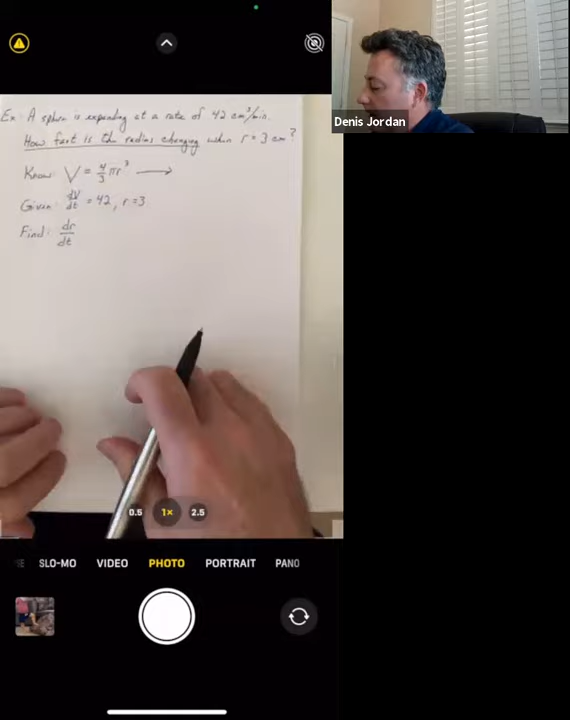 Denis Jordan
Ex: A sphere is expanding at a rate of 42 cm³/min.
How fast is the radius changing when r = 3 cm?
Know: V = 4/3 πr³ →
Given: dV/dt = 42, r = 3
Find: dr/dt
0.5 1× 2.5
SLO-MO VIDEO PHOTO PORTRAIT PANO